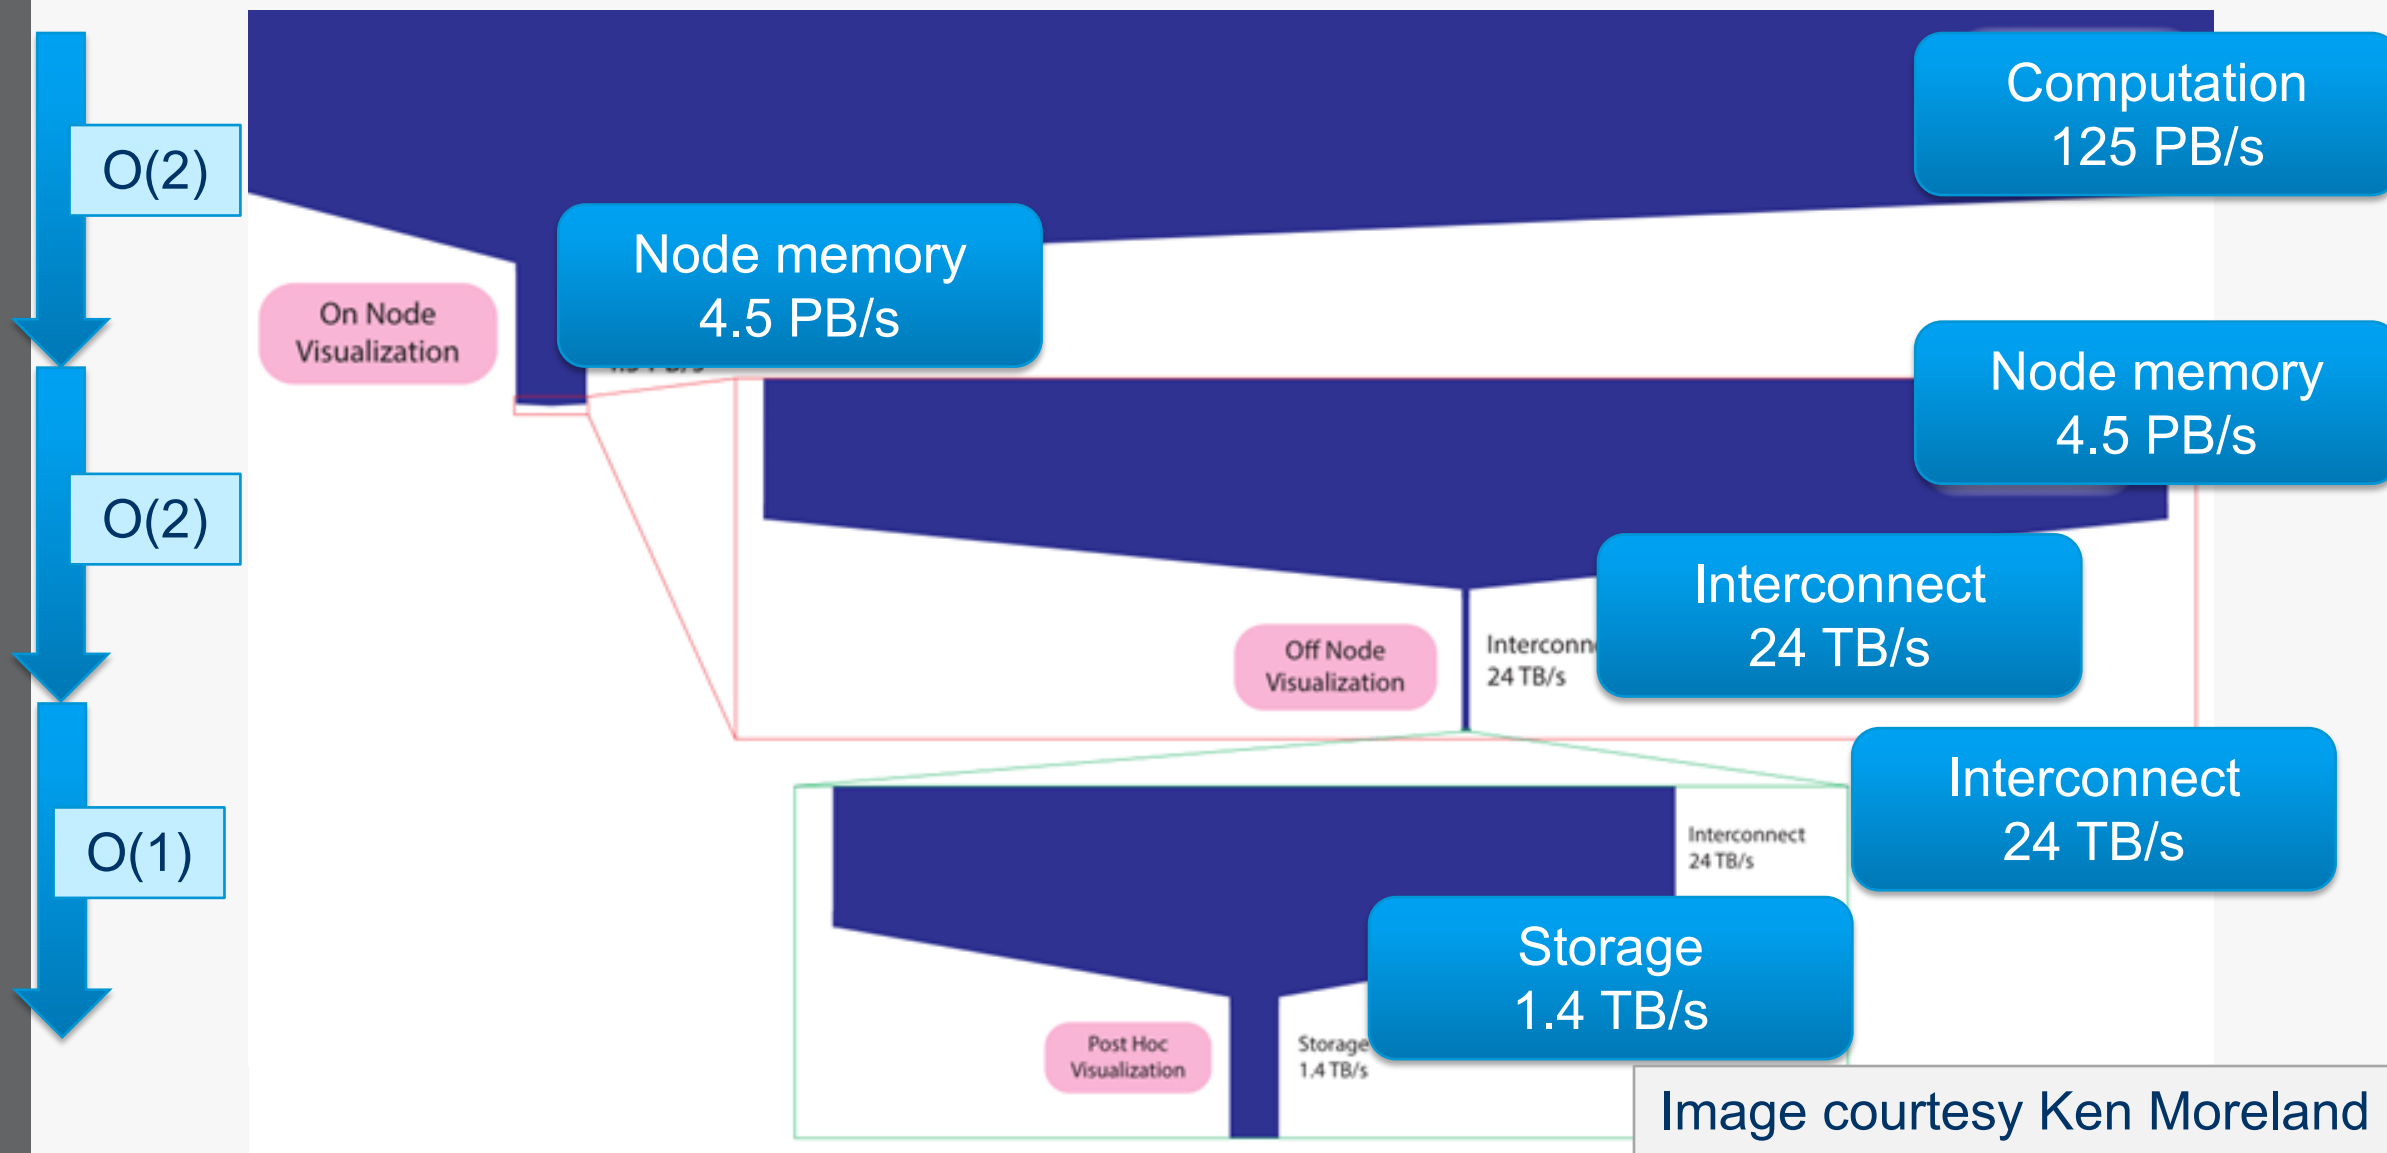 Computation
125 PB/s
O(2)
Node memory
4.5 PB/s
On Node
Visualization
Node memory
4.5 PB/s
O(2)
Interconnect
24 TB/s
Off Node
Visualization
24 TB/s
Interconnect
24 TB/s
O(1)
Interconnect
24 TB/s
Storage
1.4 TB/s
Post Hoc
Visualization
Storage
1.4 TB/s
Image courtesy Ken Moreland